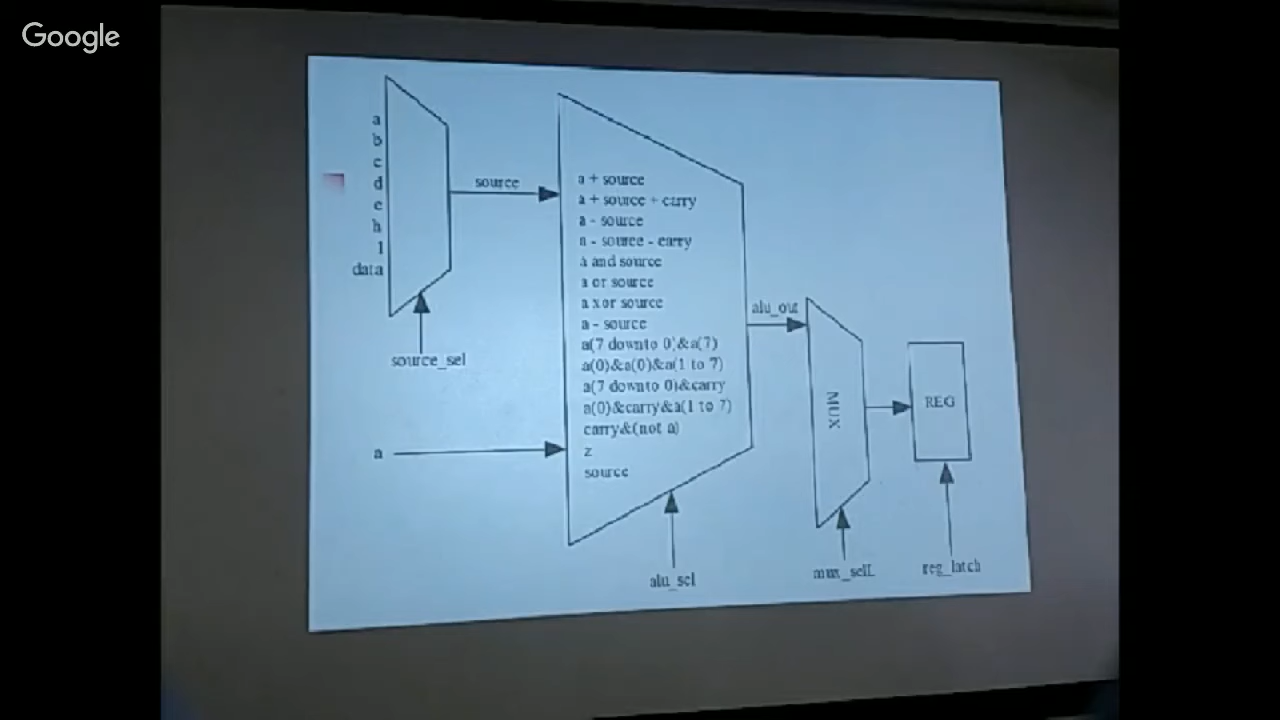 Google
a
b
c
d
e
h
l
data
source
source_sel
a
a + source
a + source + carry
a - source
a - source - carry
a and source
a or source
a xor source
a - source
a(7 downto 0)&a(7)
a(0)&a(0)&a(1 to 7)
a(7 downto 0)&carry
a(0)&carry&a(1 to 7)
carry&(not a)
z
source
alu_sel
alu_out
MUX
mux_selL
REG
reg_latch